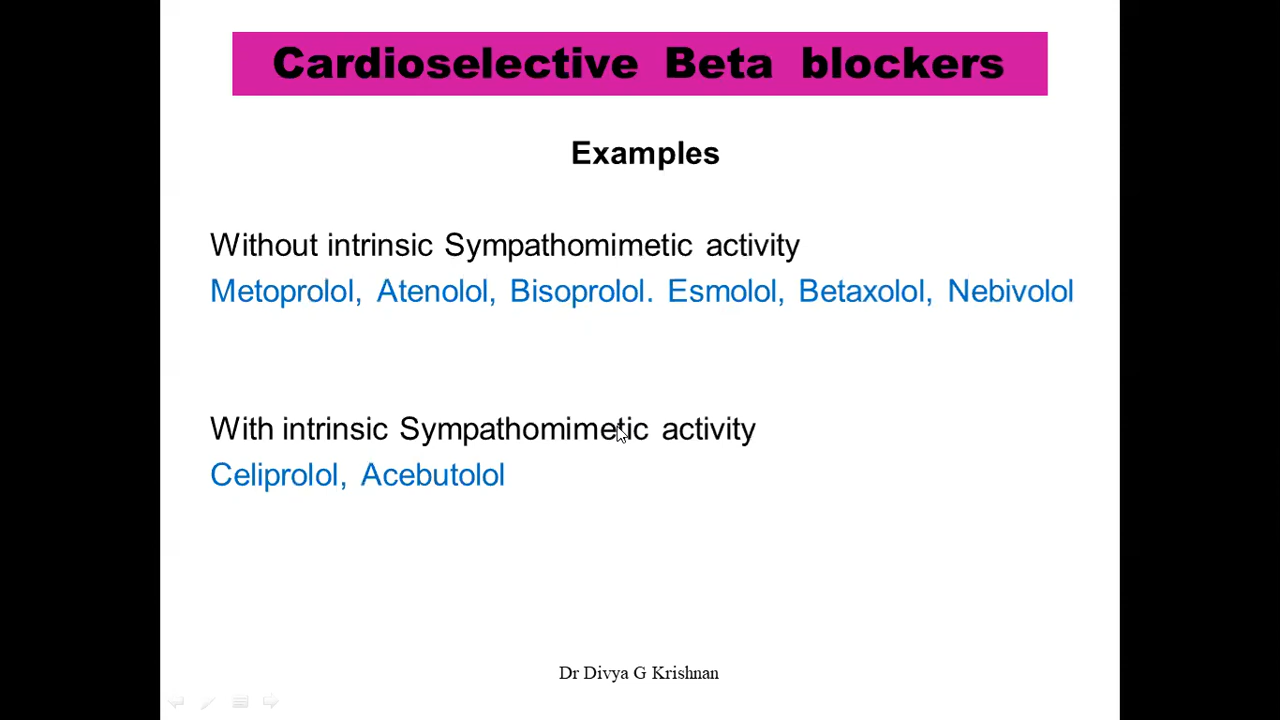 Cardioselective Beta blockers
Examples
Without intrinsic Sympathomimetic activity
Metoprolol, Atenolol, Bisoprolol. Esmolol, Betaxolol, Nebivolol
With intrinsic Sympathomimetic activity
Celiprolol, Acebutolol
Dr Divya G Krishnan